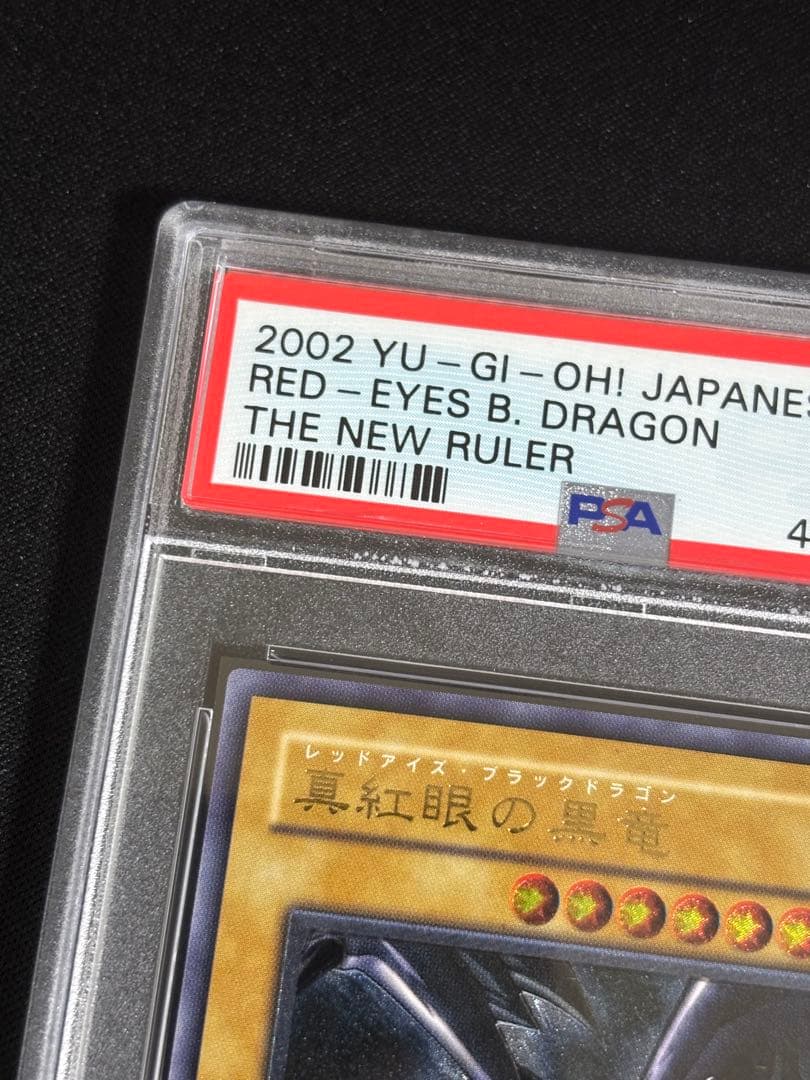 2002 YU-GI-OH! JAPANES
RED-EYES B. DRAGON
THE NEW RULER
PSA
4
レッドアイズ・ブラックドラゴン
真紅眼の黒竜